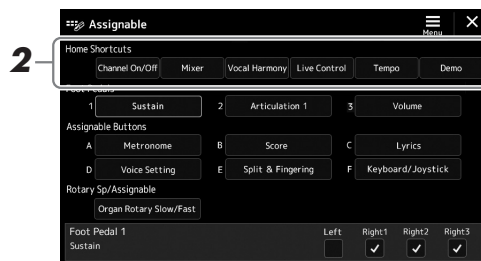 Assignable
Menu
2
Home Shortcuts
Channel On/Off Mixer Vocal Harmony Live Control Tempo Demo
Foot Pedals
1 Sustain 2 Articulation 1 3 Volume
Assignable Buttons
A Metronome B Score C Lyrics
D Voice Setting E Split & Fingering F Keyboard/Joystick
Rotary Sp/Assignable
Organ Rotary Slow/Fast
Foot Pedal 1 Left Right1 Right2 Right3
Sustain